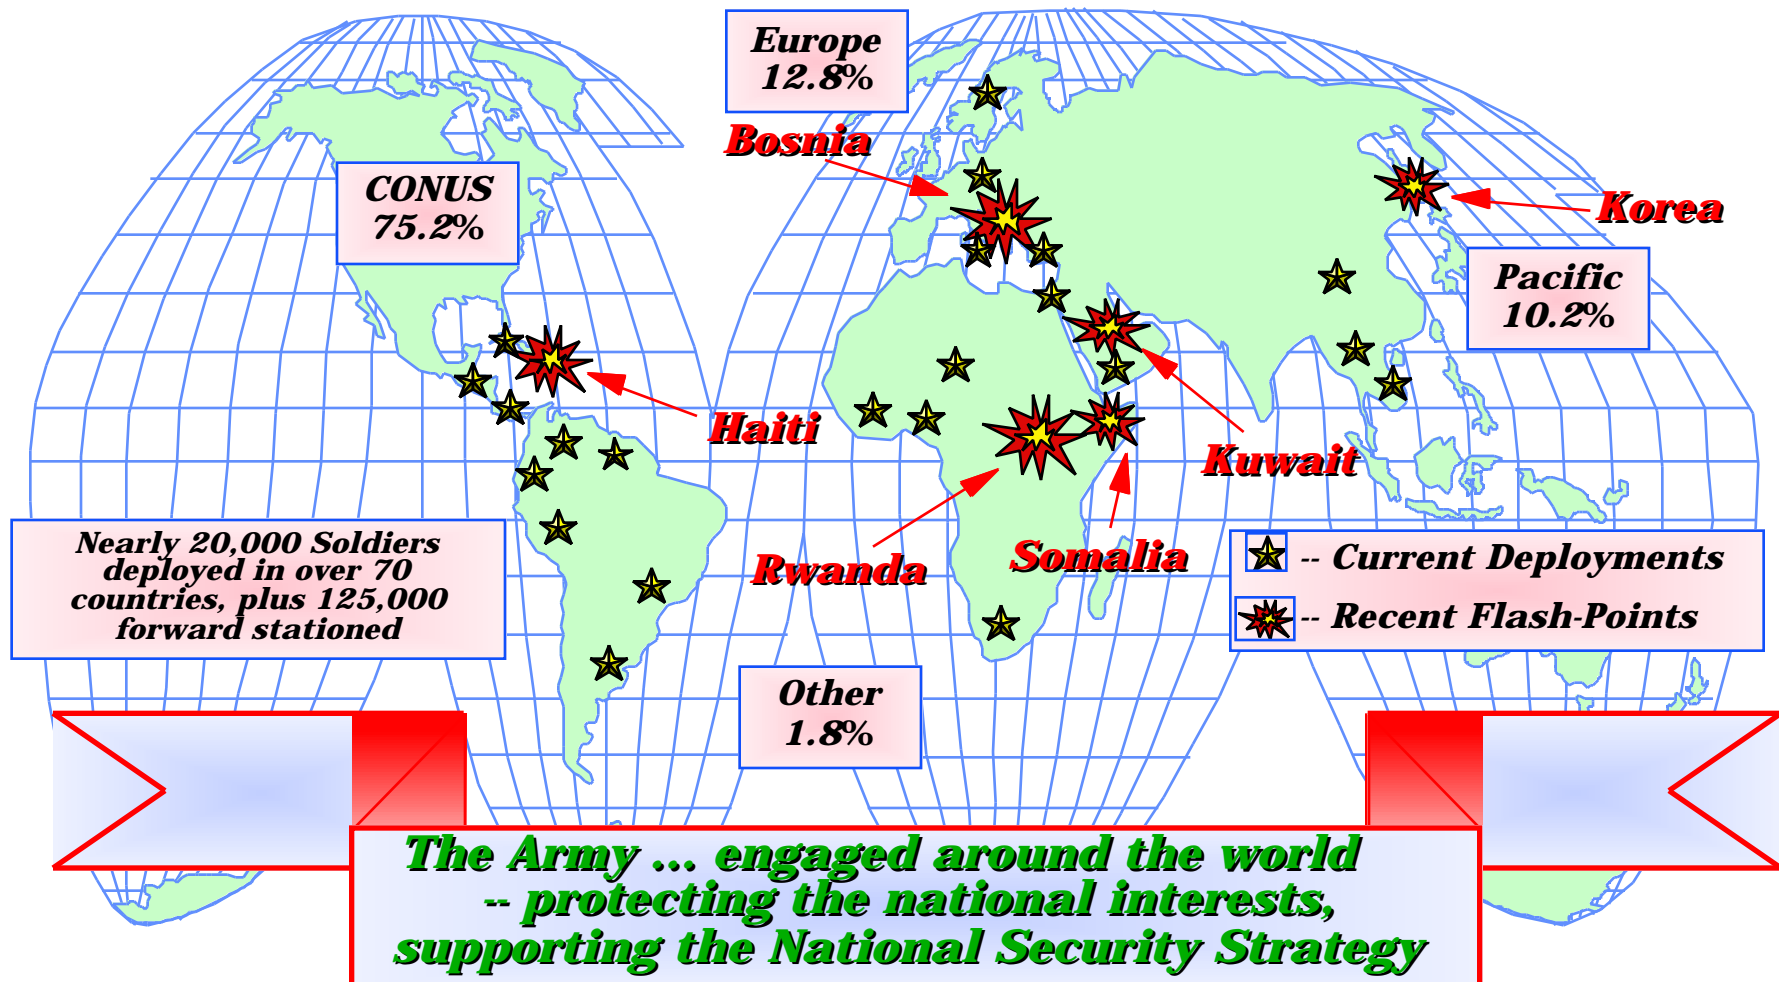 Europe
12.8%
Bosnia
CONUS
75.2%
Korea
Pacific
10.2%
Haiti
Kuwait
Rwanda
Somalia
Nearly 20,000 Soldiers
deployed in over 70
countries, plus 125,000
forward stationed
-- Current Deployments
-- Recent Flash-Points
Other
1.8%
The Army ... engaged around the world
-- protecting the national interests,
supporting the National Security Strategy